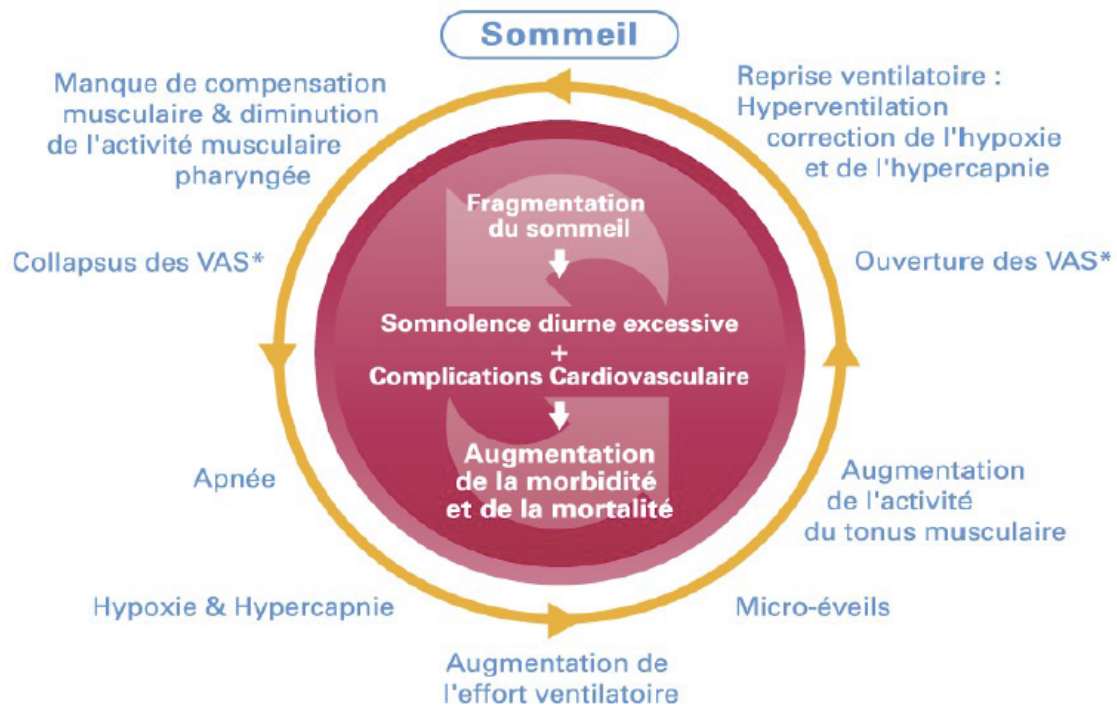 Sommeil
Manque de compensation
musculaire & diminution
de l'activité musculaire
pharyngée
Collapsus des VAS*
Apnée
Hypoxie & Hypercapnie
Augmentation de
l'effort ventilatoire
Micro-éveils
Augmentation
de l'activité
du tonus musculaire
Ouverture des VAS*
Reprise ventilatoire :
Hyperventilation
correction de l'hypoxie
et de l'hypercapnie
Fragmentation
du sommeil
Somnolence diurne excessive
+
Complications Cardiovasculaire
Augmentation
de la morbidité
et de la mortalité